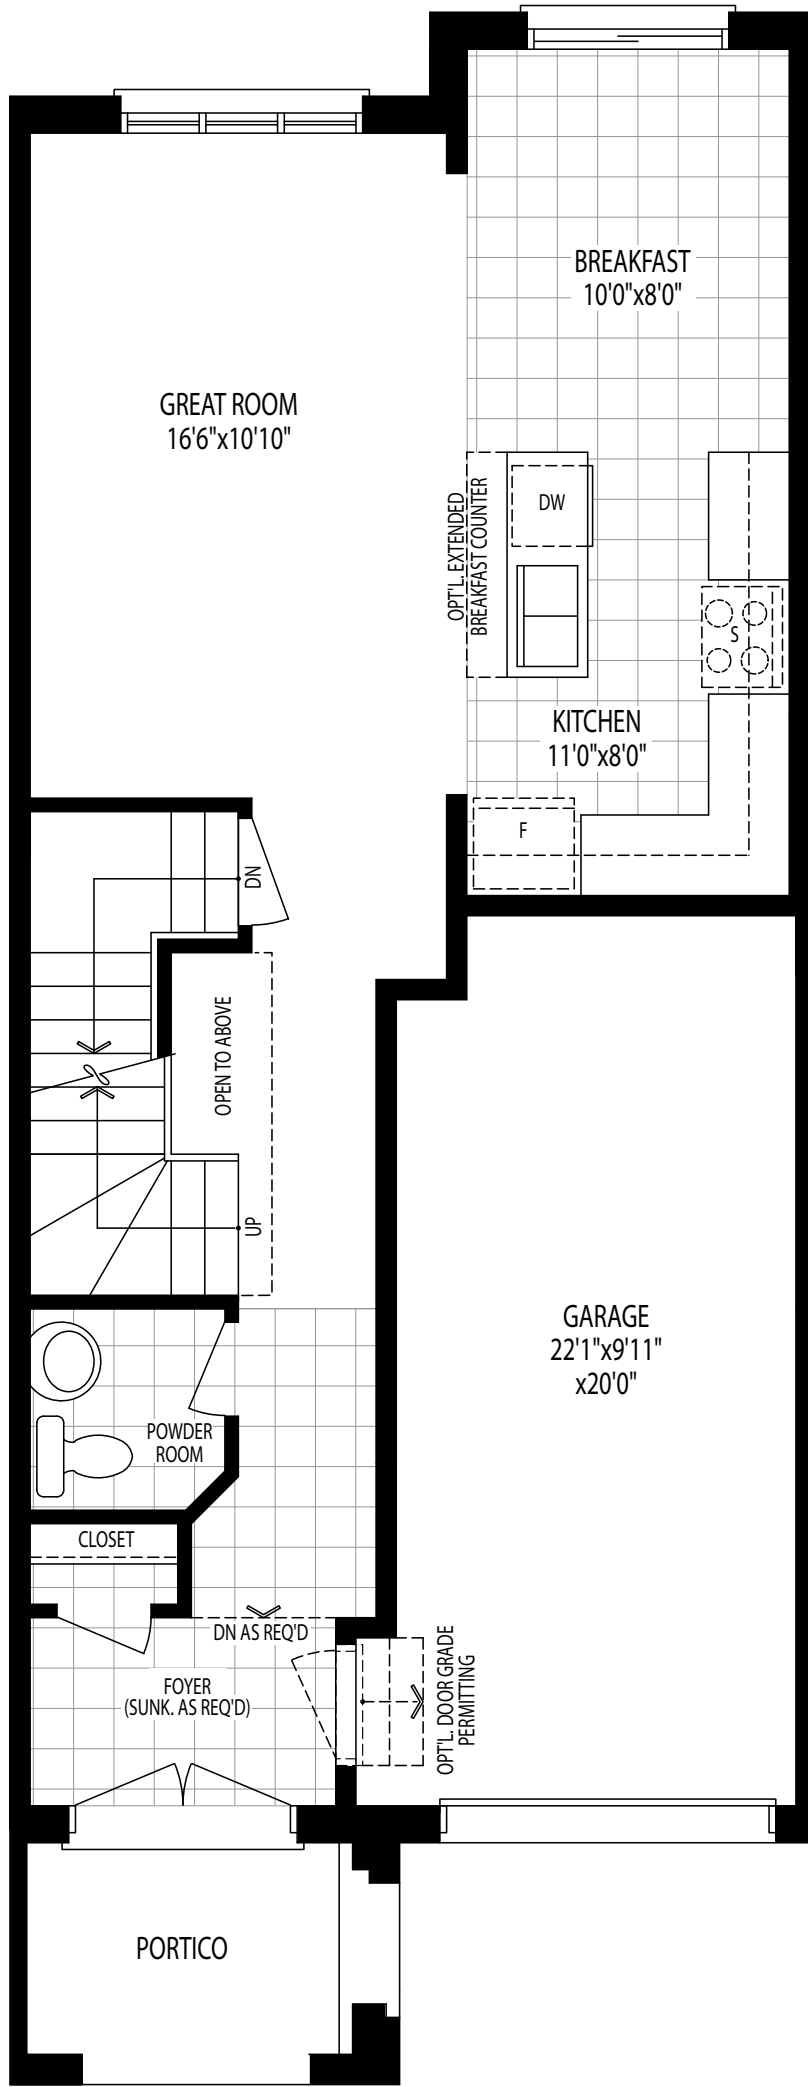 BREAKFAST
10'0"x8'0"
GREAT ROOM
16'6"x10'10"
OPT'L. EXTENDED
BREAKFAST COUNTER
DW
S
KITCHEN
11'0"x8'0"
F
DN
OPEN TO ABOVE
UP
GARAGE
22'1"x9'11"
x20'0"
POWDER
ROOM
CLOSET
DN AS REQ'D
FOYER
(SUNK. AS REQ'D)
OPT'L. DOOR GRADE
PERMITTING
PORTICO